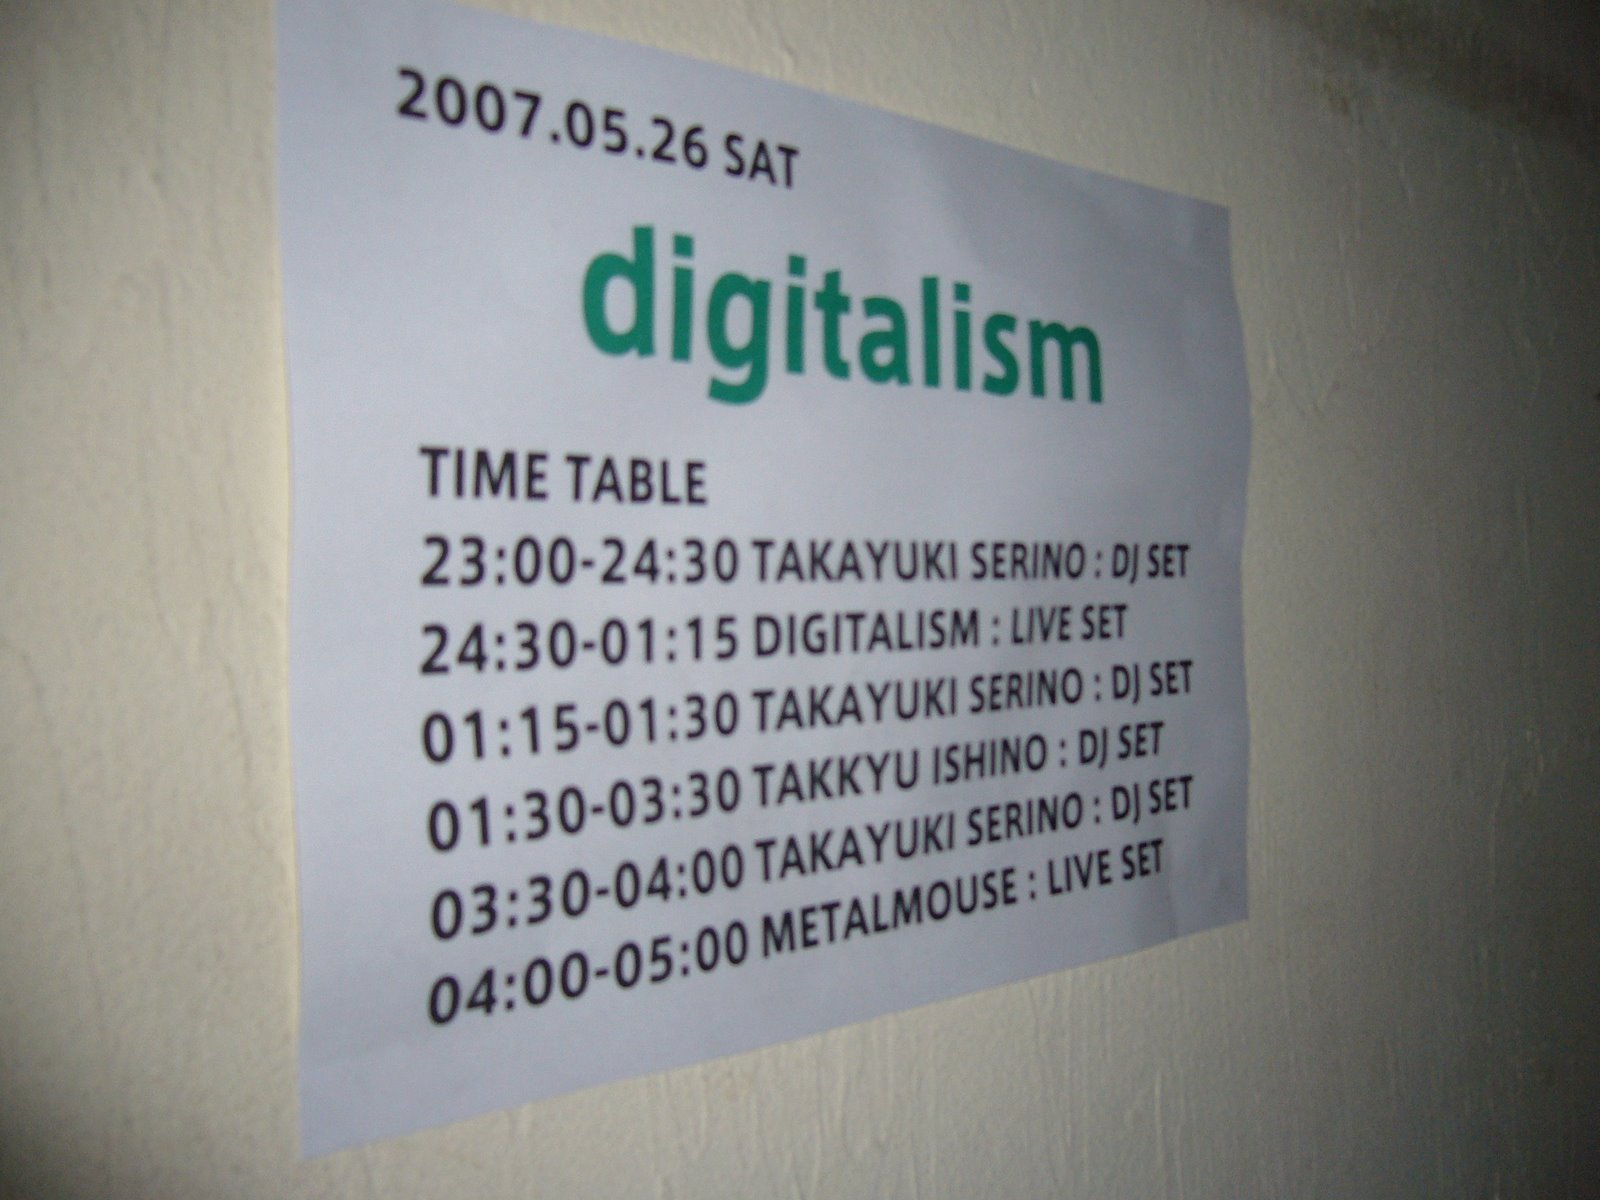 2007.05.26 SAT
digitalism
TIME TABLE
23:00-24:30 TAKAYUKI SERINO : DJ SET
24:30-01:15 DIGITALISM : LIVE SET
01:15-01:30 TAKAYUKI SERINO : DJ SET
01:30-03:30 TAKKYU ISHINO : DJ SET
03:30-04:00 TAKAYUKI SERINO : DJ SET
04:00-05:00 METALMOUSE : LIVE SET